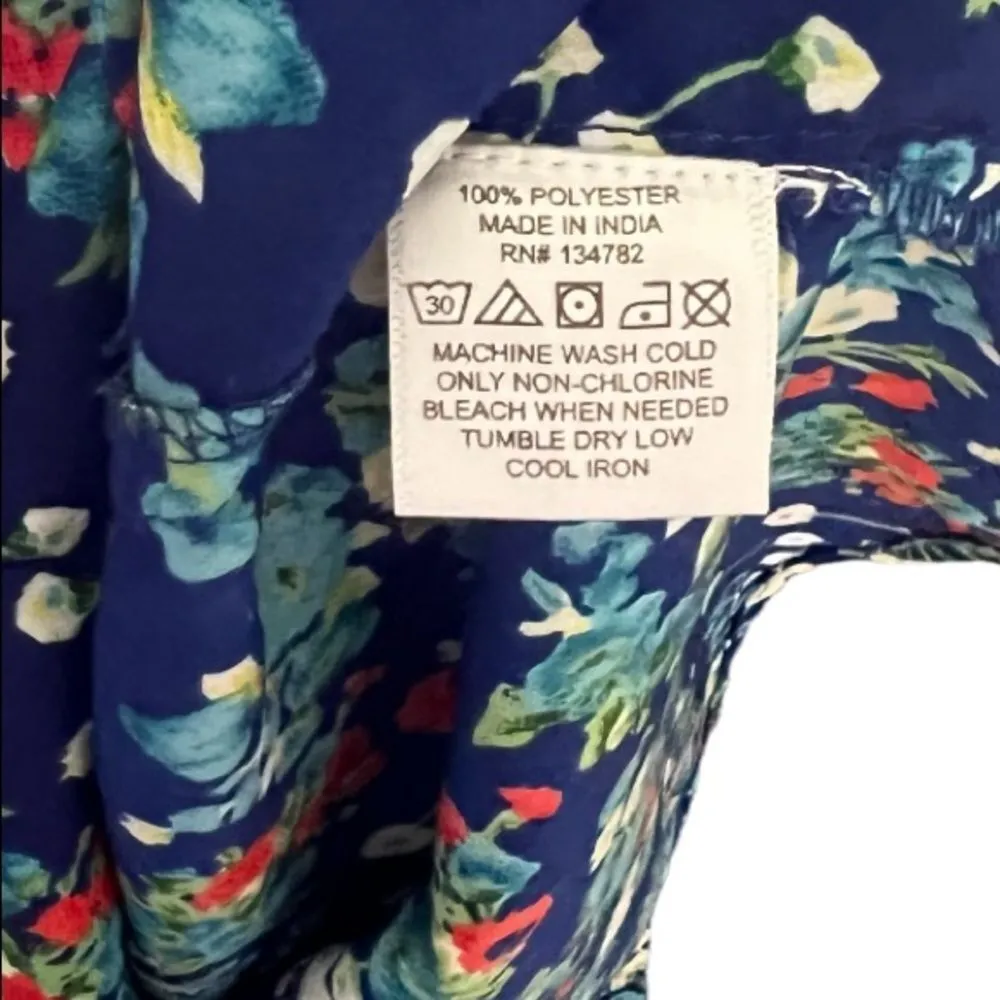 100% POLYESTER
MADE IN INDIA
RN# 134782
30
MACHINE WASH COLD
ONLY NON-CHLORINE
BLEACH WHEN NEEDED
TUMBLE DRY LOW
COOL IRON